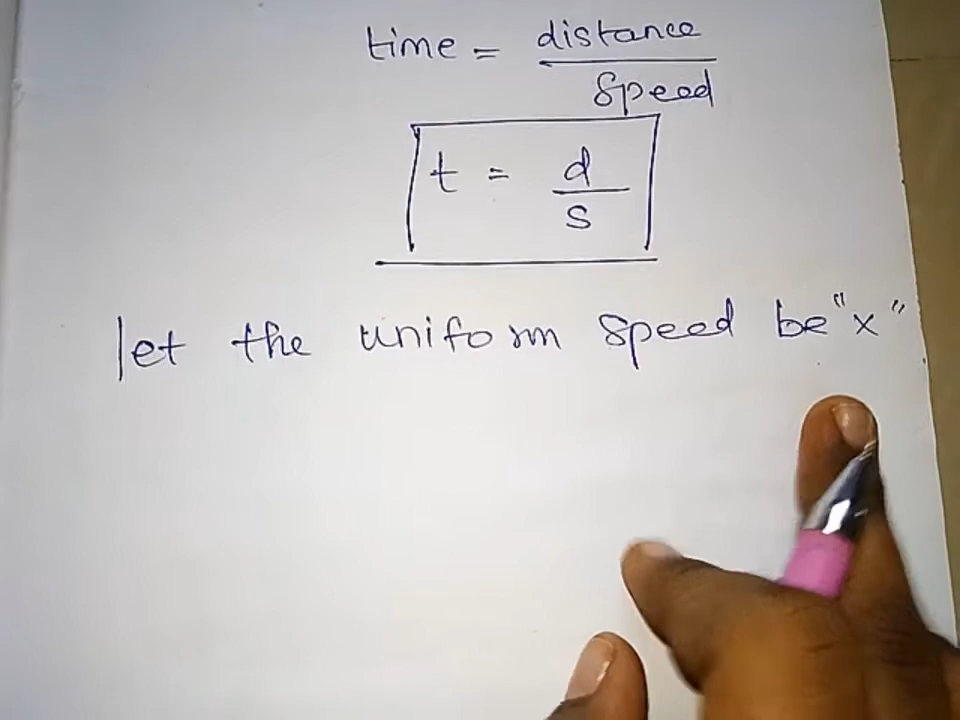 time = distance
speed
t = d
s
let the uniform speed be "x"